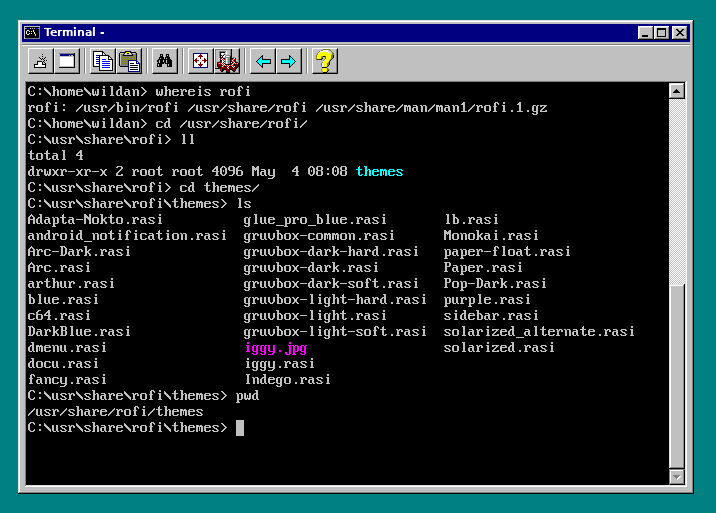 Terminal -
C:\home\wildan> whereis rofi
rofi: /usr/bin/rofi /usr/share/rofi /usr/share/man/man1/rofi.1.gz
C:\home\wildan> cd /usr/share/rofi/
C:\usr\share\rofi> ll
total 4
drwxr-xr-x 2 root root 4096 May  4 08:08 themes
C:\usr\share\rofi> cd themes/
C:\usr\share\rofi\themes> ls
Adapta-Nokto.rasi glue_pro_blue.rasi lb.rasi
android_notification.rasi gruvbox-common.rasi Monokai.rasi
Arc-Dark.rasi gruvbox-dark-hard.rasi paper-float.rasi
Arc.rasi gruvbox-dark.rasi Paper.rasi
arthur.rasi gruvbox-dark-soft.rasi Pop-Dark.rasi
blue.rasi gruvbox-light-hard.rasi purple.rasi
c64.rasi gruvbox-light.rasi sidebar.rasi
DarkBlue.rasi gruvbox-light-soft.rasi solarized_alternate.rasi
dmenu.rasi iggy.jpg solarized.rasi
docu.rasi iggy.rasi
fancy.rasi Indego.rasi
C:\usr\share\rofi\themes> pwd
/usr/share/rofi/themes
C:\usr\share\rofi\themes>